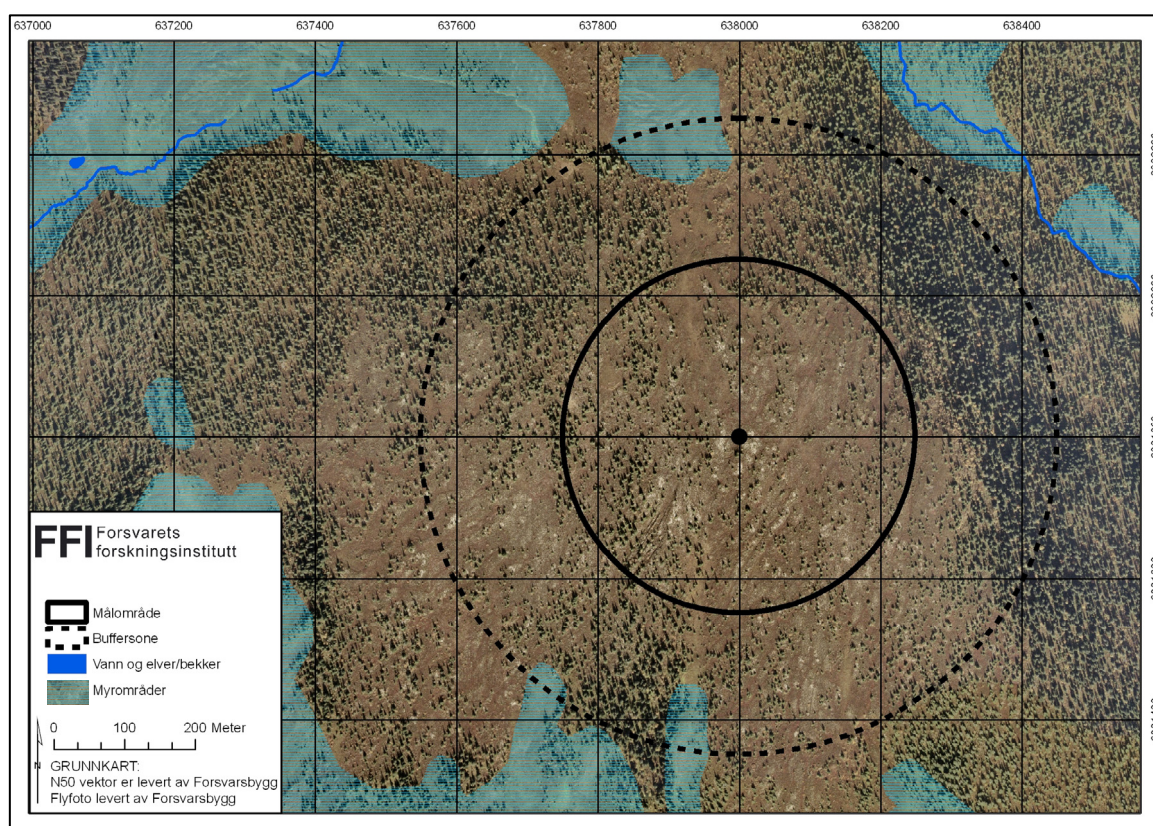 637000 637200 637400 637600 637800 638000 638200 638400
FFI Forsvarets
forskningsinstitutt
Målområde
Buffersone
Vann og elver/bekker
Myrområder
0 100 200 Meter
N
GRUNNKART:
N50 vektor er levert av Forsvarsbygg
Flyfoto levert av Forsvarsbygg